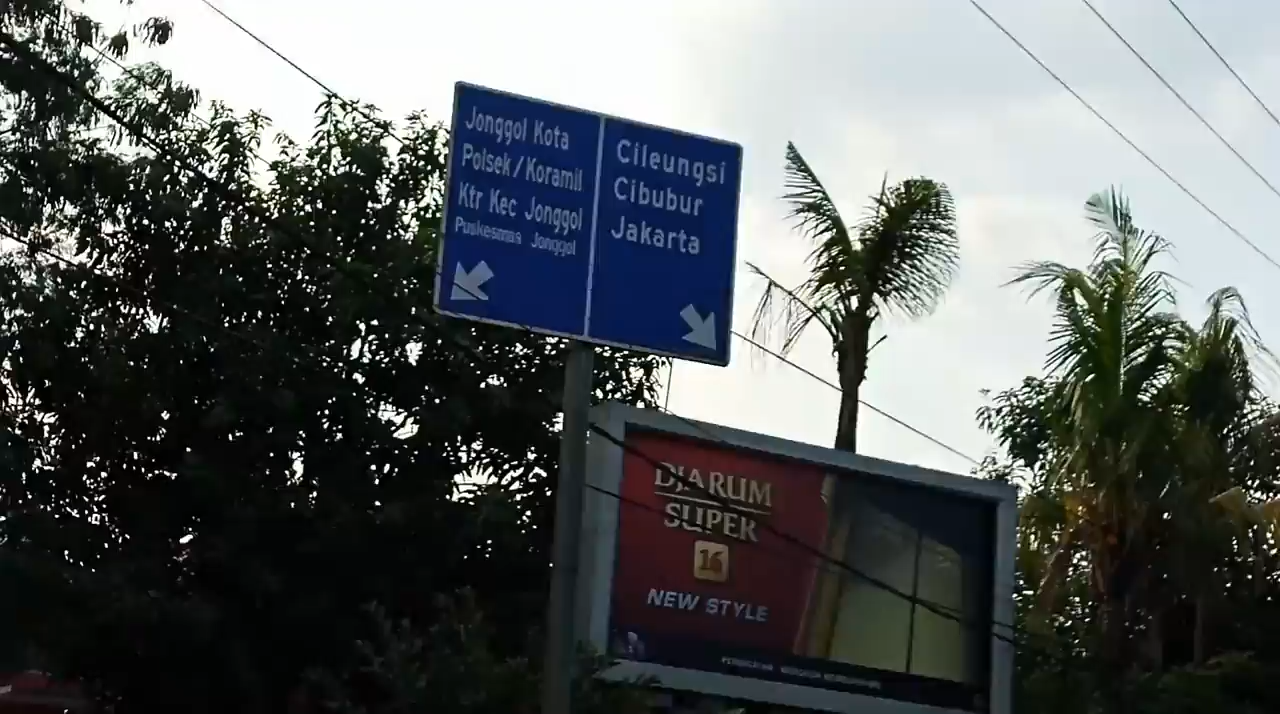 Jonggol Kota
Polsek / Koramil
Ktr Kec Jonggol
Puskesmas Jonggol
Cileungsi
Cibubur
Jakarta
DJARUM
SUPER
16
NEW STYLE